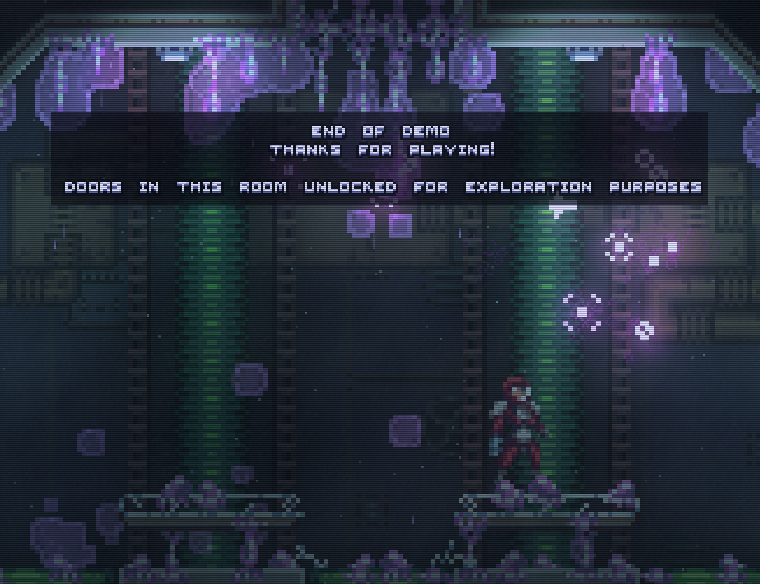 END OF DEMO
THANKS FOR PLAYING!
DOORS IN THIS ROOM UNLOCKED FOR EXPLORATION PURPOSES